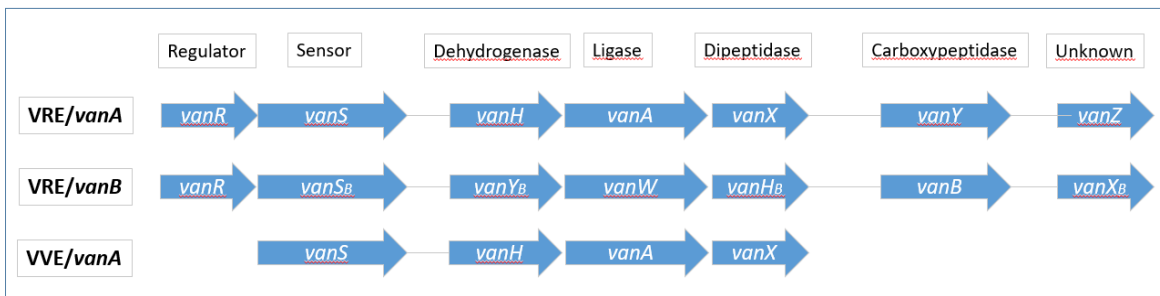 Regulator Sensor Dehydrogenase Ligase Dipeptidase Carboxypeptidase Unknown
VRE/vanA vanR vanS vanH vanA vanX vanY vanZ
VRE/vanB vanR vanSB vanYB vanW vanHB vanB vanXB
VVE/vanA vanS vanH vanA vanX